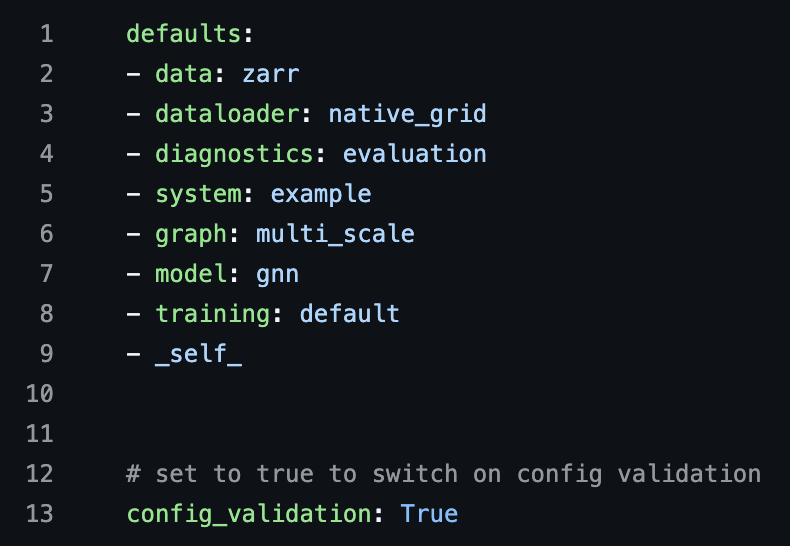 1 defaults:
2 - data: zarr
3 - dataloader: native_grid
4 - diagnostics: evaluation
5 - system: example
6 - graph: multi_scale
7 - model: gnn
8 - training: default
9 - _self_
10
11
12 # set to true to switch on config validation
13 config_validation: True